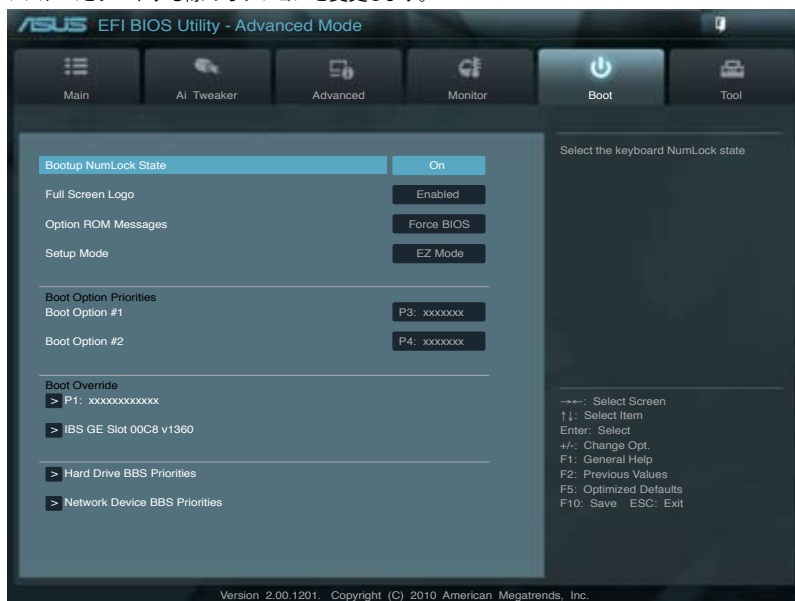 ASUS EFI BIOS Utility - Advanced Mode
Main
Ai Tweaker
Advanced
Monitor
Boot
Tool
Select the keyboard NumLock state
Bootup NumLock State On
Full Screen Logo Enabled
Option ROM Messages Force BIOS
Setup Mode EZ Mode
Boot Option Priorities
Boot Option #1 P3: xxxxxxx
Boot Option #2 P4: xxxxxxx
Boot Override
> P1: xxxxxxxxxxxx
> IBS GE Slot 00C8 v1360
> Hard Drive BBS Priorities
> Network Device BBS Priorities
→←: Select Screen
↑↓: Select Item
Enter: Select
+/-: Change Opt.
F1: General Help
F2: Previous Values
F5: Optimized Defaults
F10: Save ESC: Exit
Version 2.00.1201. Copyright (C) 2010 American Megatrends, Inc.